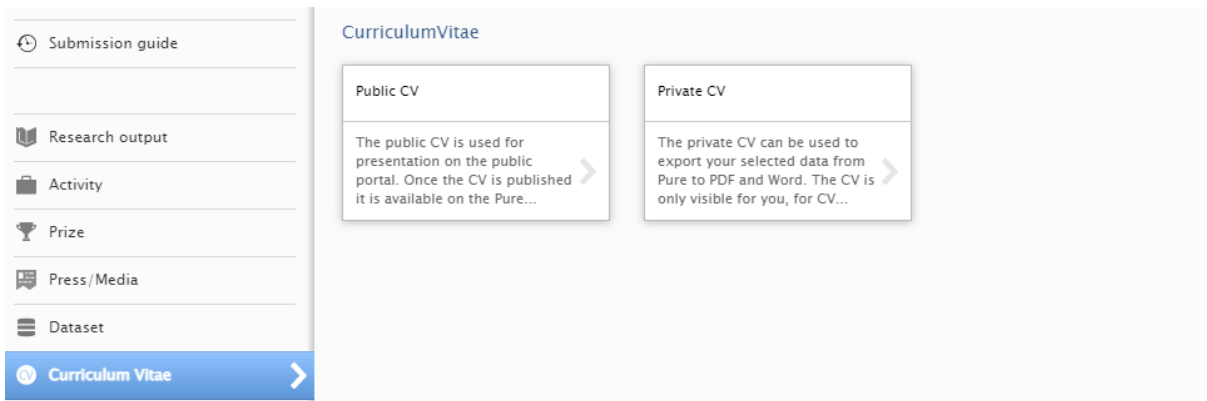 Submission guide
Research output
Activity
Prize
Press/Media
Dataset
CV
Curriculum Vitae
CurriculumVitae
Public CV
The public CV is used for
presentation on the public
portal. Once the CV is published
it is available on the Pure...
Private CV
The private CV can be used to
export your selected data from
Pure to PDF and Word. The CV is
only visible for you, for CV...